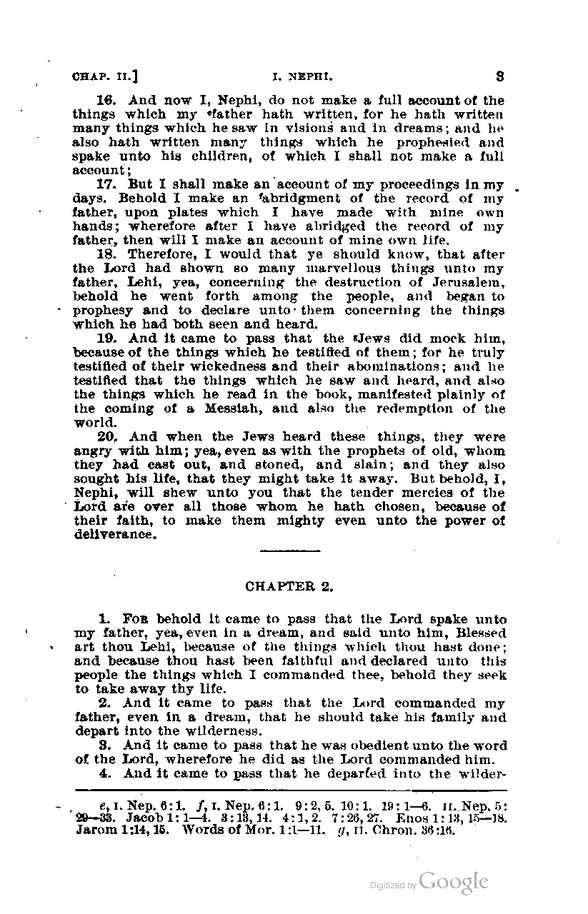 CHAP. II.] I. NEPHI. 3
16. And now I, Nephi, do not make a full account of the
things which my efather hath written, for he hath written
many things which he saw in visions and in dreams; and he
also hath written many things which he prophesied and
spake unto his children, of which I shall not make a full
account;
17. But I shall make an account of my proceedings in my
days. Behold I make an fabridgment of the record of my
father, upon plates which I have made with mine own
hands; wherefore after I have abridged the record of my
father, then will I make an account of mine own life.
18. Therefore, I would that ye should know, that after
the Lord had shown so many marvellous things unto my
father, Lehi, yea, concerning the destruction of Jerusalem,
behold he went forth among the people, and began to
prophesy and to declare unto them concerning the things
which he had both seen and heard.
19. And it came to pass that the gJews did mock him,
because of the things which he testified of them; for he truly
testified of their wickedness and their abominations; and he
testified that the things which he saw and heard, and also
the things which he read in the book, manifested plainly of
the coming of a Messiah, and also the redemption of the
world.
20. And when the Jews heard these things, they were
angry with him; yea, even as with the prophets of old, whom
they had cast out, and stoned, and slain; and they also
sought his life, that they might take it away. But behold, I,
Nephi, will shew unto you that the tender mercies of the
Lord are over all those whom he hath chosen, because of
their faith, to make them mighty even unto the power of
deliverance.
CHAPTER 2.
1. FOR behold it came to pass that the Lord spake unto
my father, yea, even in a dream, and said unto him, Blessed
art thou Lehi, because of the things which thou hast done;
and because thou hast been faithful and declared unto this
people the things which I commanded thee, behold they seek
to take away thy life.
2. And it came to pass that the Lord commanded my
father, even in a dream, that he should take his family and
depart into the wilderness.
3. And it came to pass that he was obedient unto the word
of the Lord, wherefore he did as the Lord commanded him.
4. And it came to pass that he departed into the wilder-
e, I. Nep. 6:1. f, I. Nep. 6:1. 9:2, 5. 10:1. 19:1—6. II. Nep. 5:
29—33. Jacob 1:1—4. 3:13, 14. 4:1, 2. 7:26, 27. Enos 1:13, 15—18.
Jarom 1:14, 15. Words of Mor. 1:1—11. g, II. Chron. 36:16.
Digitized by Google